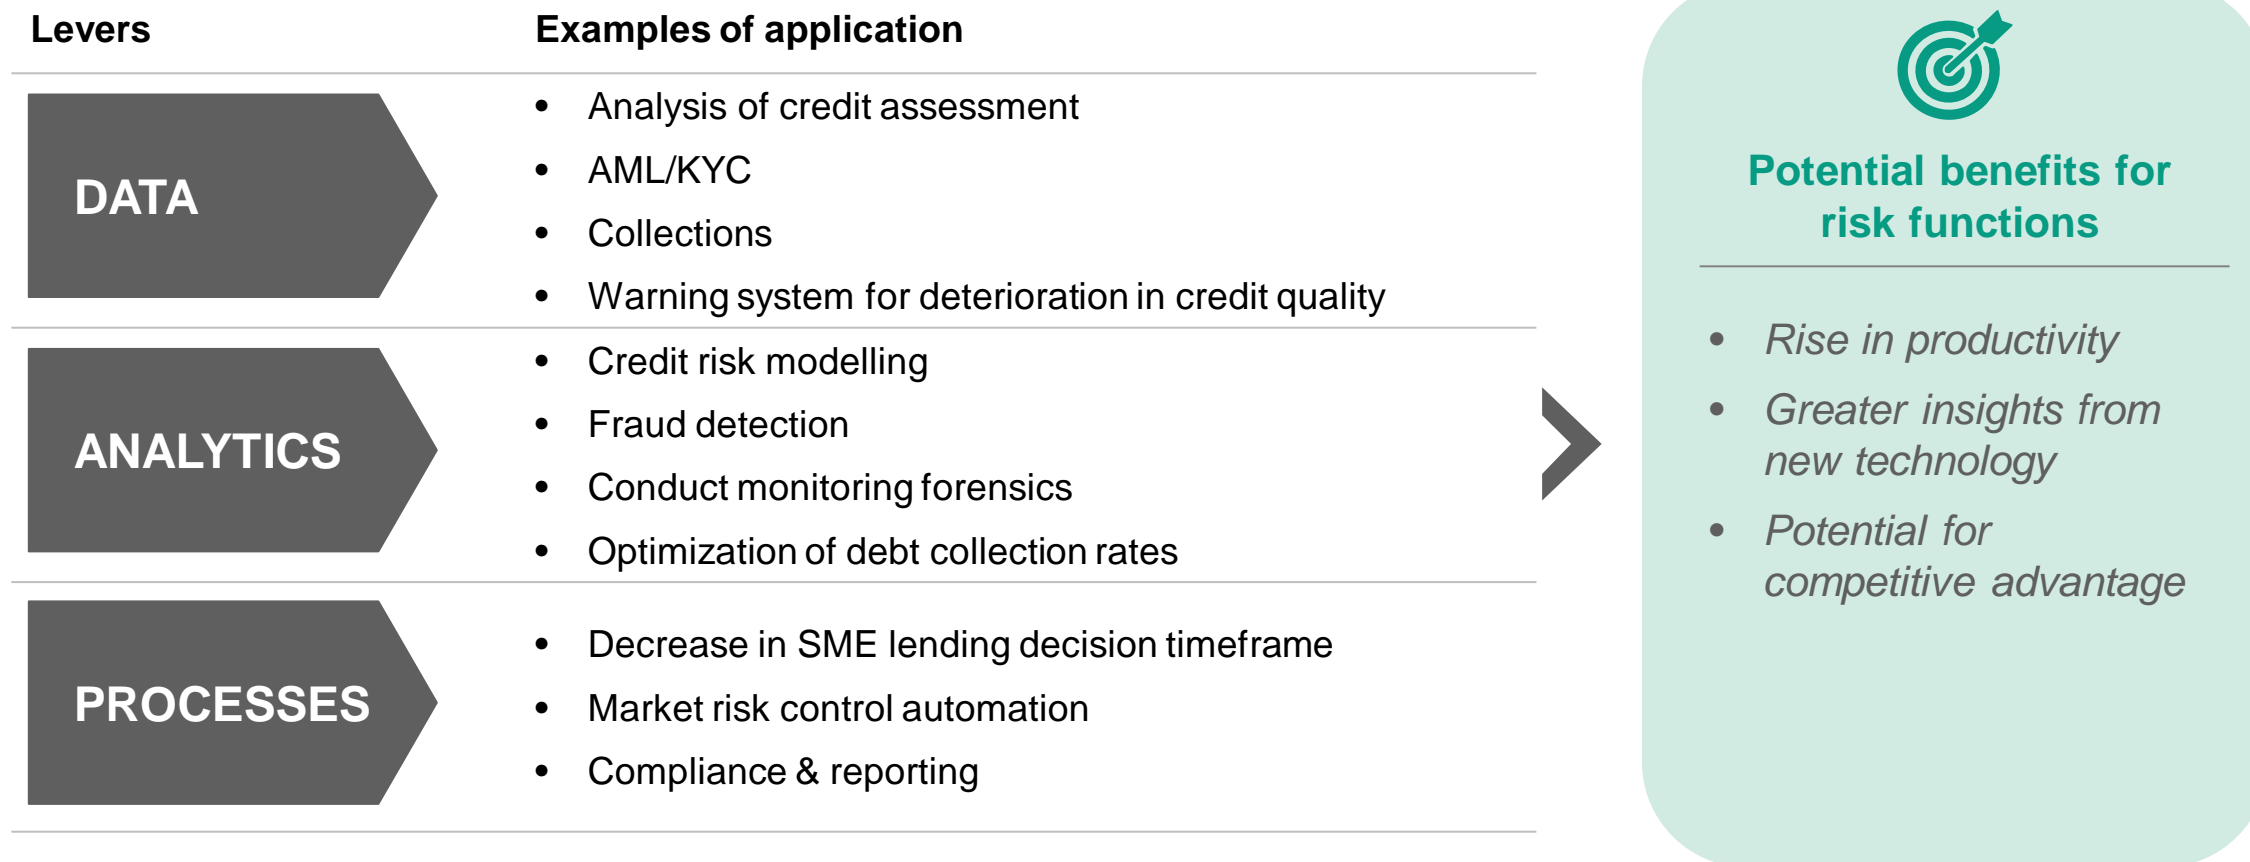 Levers
Examples of application
DATA
• Analysis of credit assessment
• AML/KYC
• Collections
• Warning system for deterioration in credit quality
ANALYTICS
• Credit risk modelling
• Fraud detection
• Conduct monitoring forensics
• Optimization of debt collection rates
PROCESSES
• Decrease in SME lending decision timeframe
• Market risk control automation
• Compliance & reporting
Potential benefits for
risk functions
• Rise in productivity
• Greater insights from
new technology
• Potential for
competitive advantage